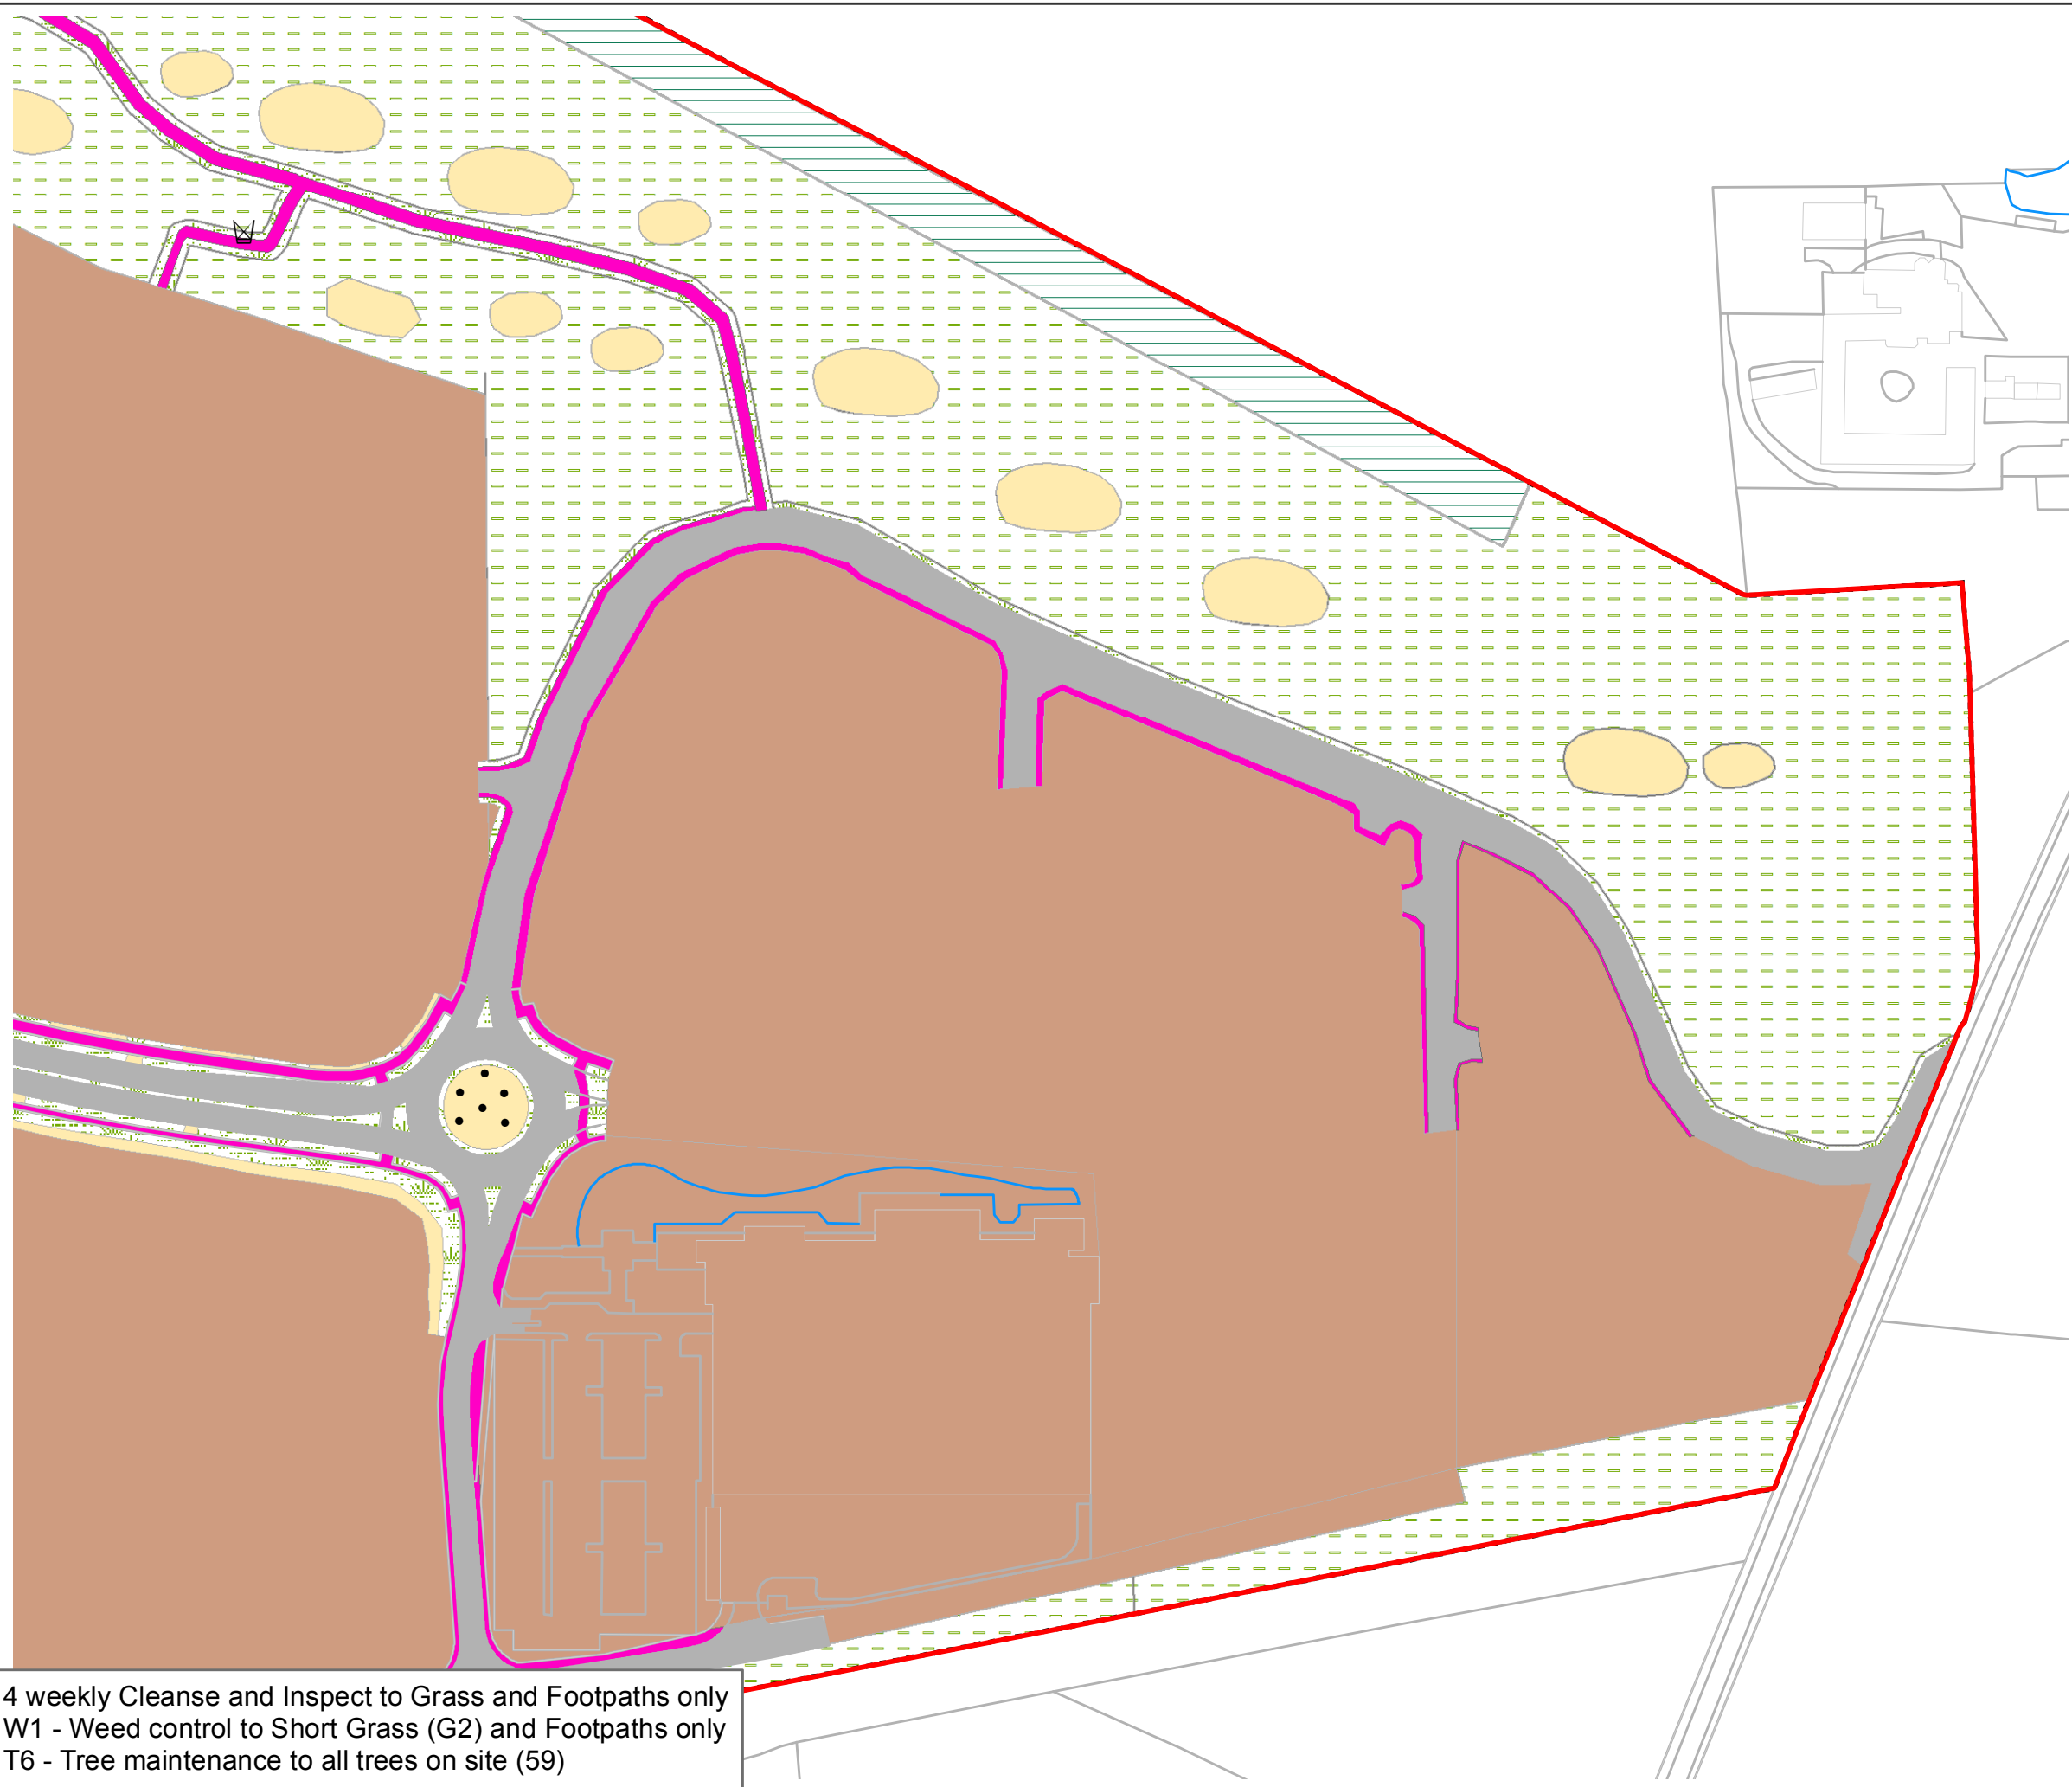 4 weekly Cleanse and Inspect to Grass and Footpaths only
W1 - Weed control to Short Grass (G2) and Footpaths only
T6 - Tree maintenance to all trees on site (59)